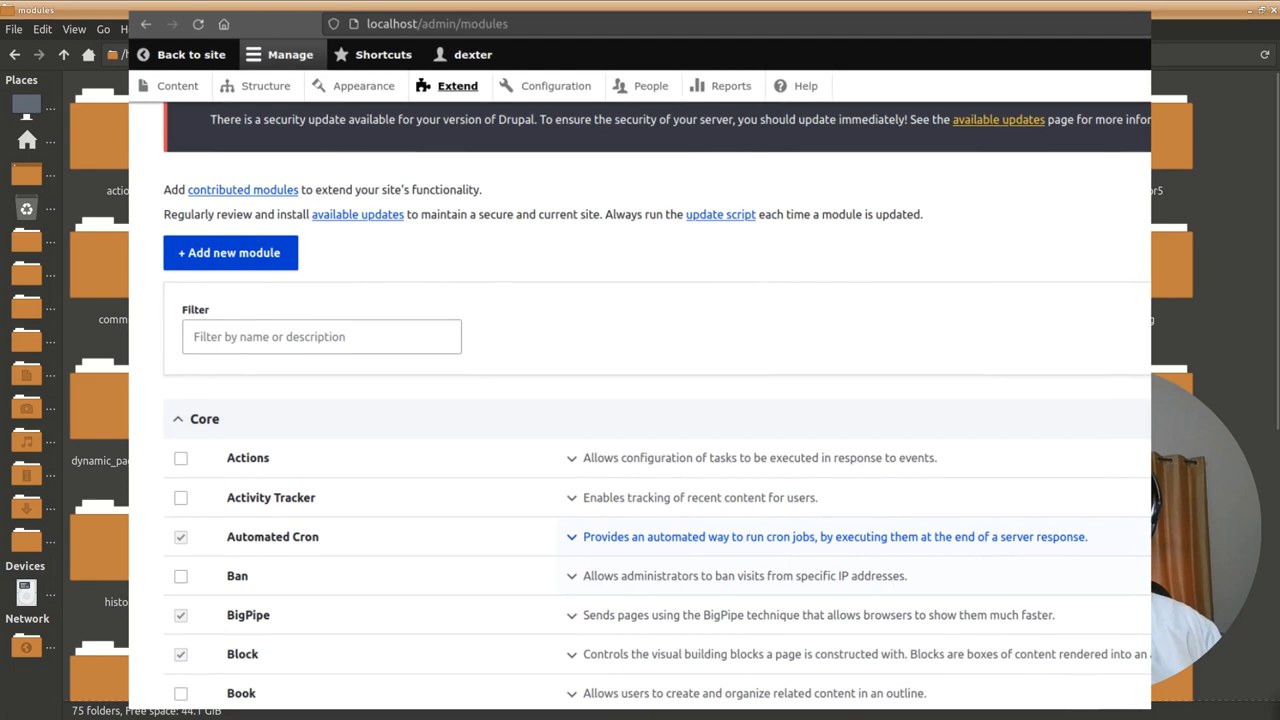 modules
File Edit View Go H
localhost/admin/modules
Back to site Manage Shortcuts dexter
Content Structure Appearance Extend Configuration People Reports Help
Places
There is a security update available for your version of Drupal. To ensure the security of your server, you should update immediately! See the available updates page for more infor
Add contributed modules to extend your site's functionality.
Regularly review and install available updates to maintain a secure and current site. Always run the update script each time a module is updated.
+ Add new module
Filter
Filter by name or description
Core
Actions Allows configuration of tasks to be executed in response to events.
Activity Tracker Enables tracking of recent content for users.
Automated Cron Provides an automated way to run cron jobs, by executing them at the end of a server response.
Ban Allows administrators to ban visits from specific IP addresses.
BigPipe Sends pages using the BigPipe technique that allows browsers to show them much faster.
Block Controls the visual building blocks a page is constructed with. Blocks are boxes of content rendered into an
Book Allows users to create and organize related content in an outline.
actio
comm
dynamic_pa
histo
or5
Devices
Network
75 folders, Free space: 44.1 GiB